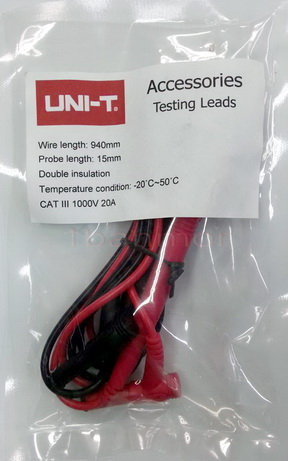 UNI-T
Accessories
Testing Leads
Wire length: 940mm
Probe length: 15mm
Double insulation
Temperature condition: -20°C~50°C
CAT III 1000V 20A